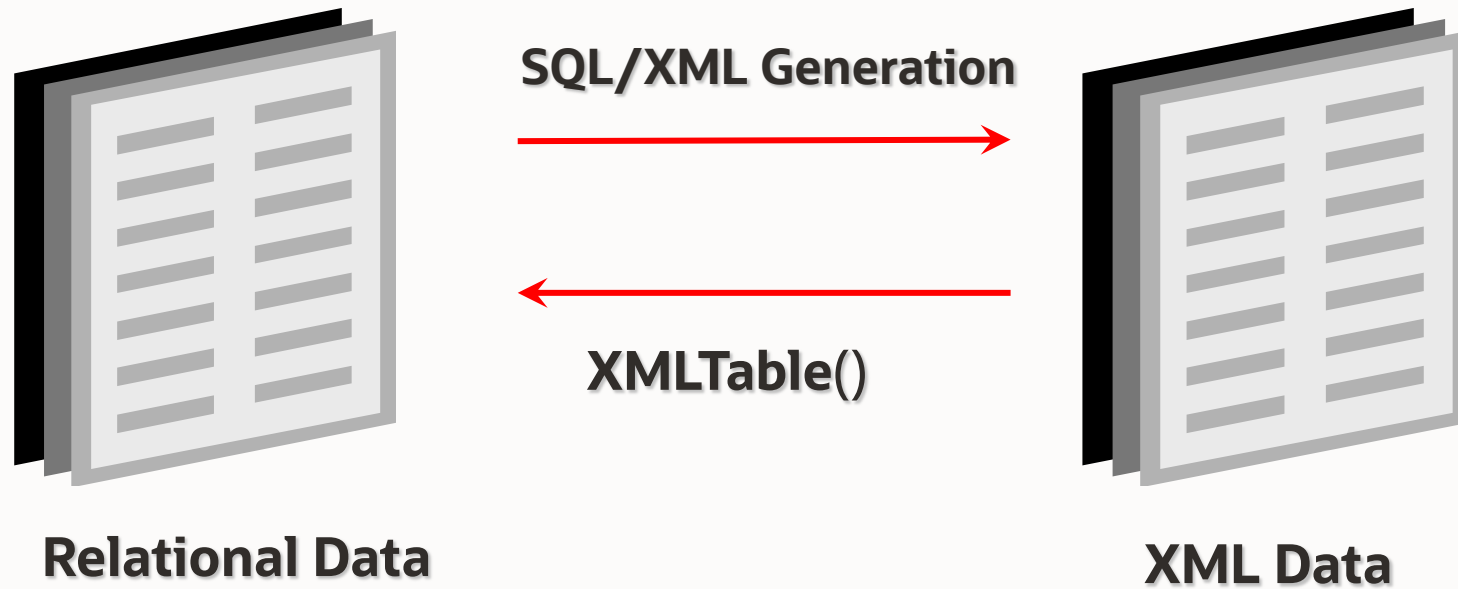 SQL/XML Generation
XMLTable()
Relational Data
XML Data